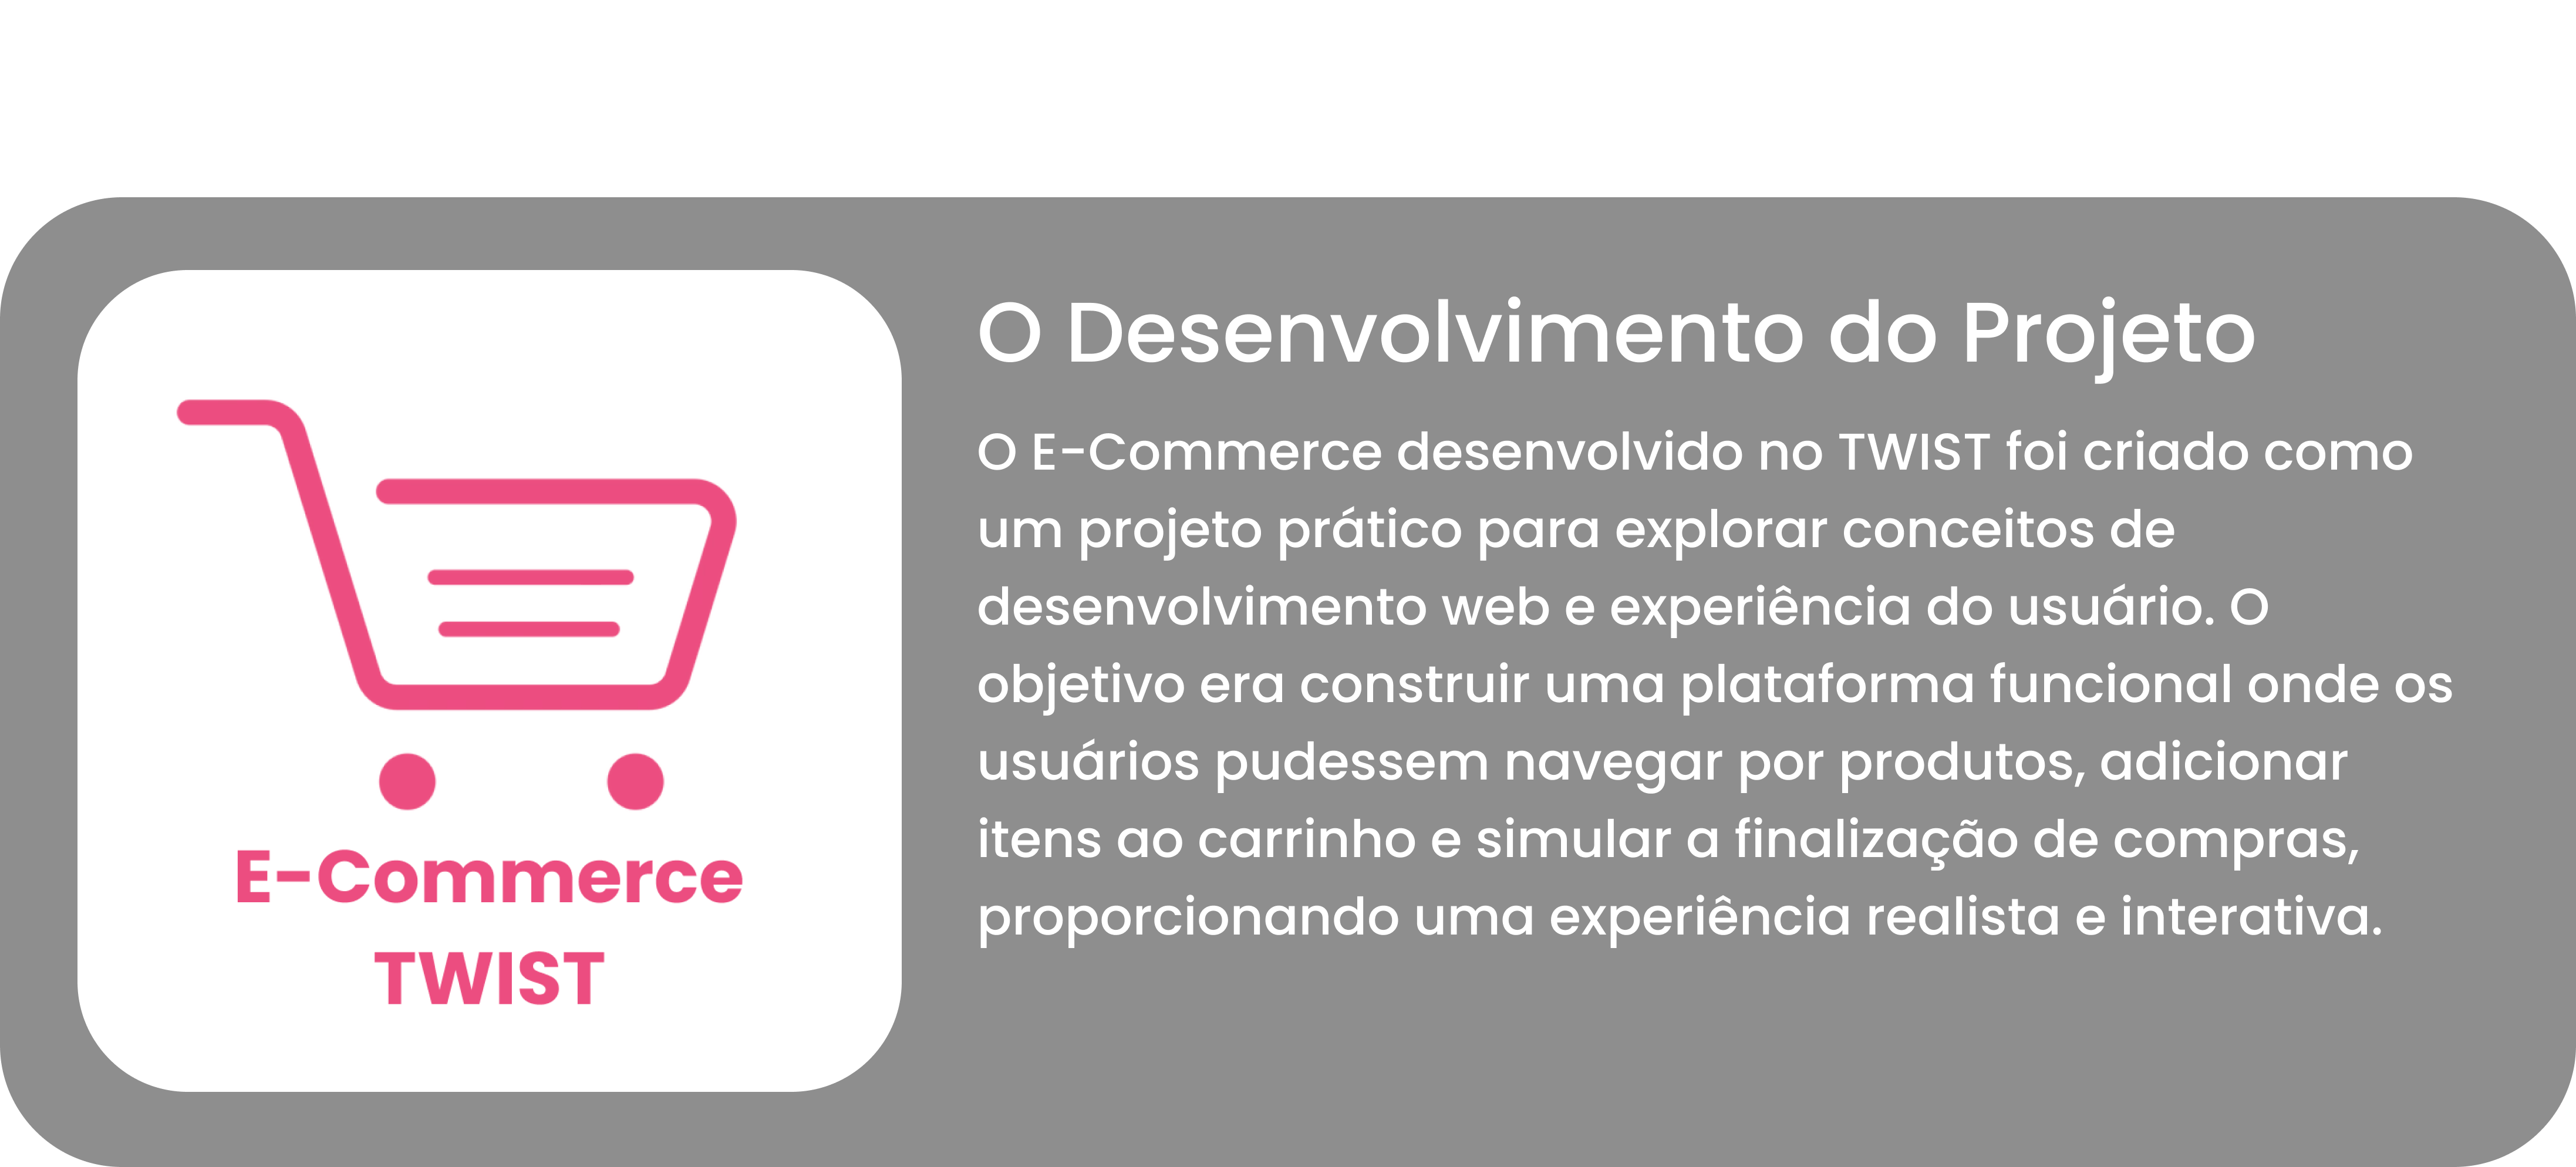 E-Commerce
TWIST
O Desenvolvimento do Projeto
O E-Commerce desenvolvido no TWIST foi criado como
um projeto prático para explorar conceitos de
desenvolvimento web e experiência do usuário. O
objetivo era construir uma plataforma funcional onde os
usuários pudessem navegar por produtos, adicionar
itens ao carrinho e simular a finalização de compras,
proporcionando uma experiência realista e interativa.